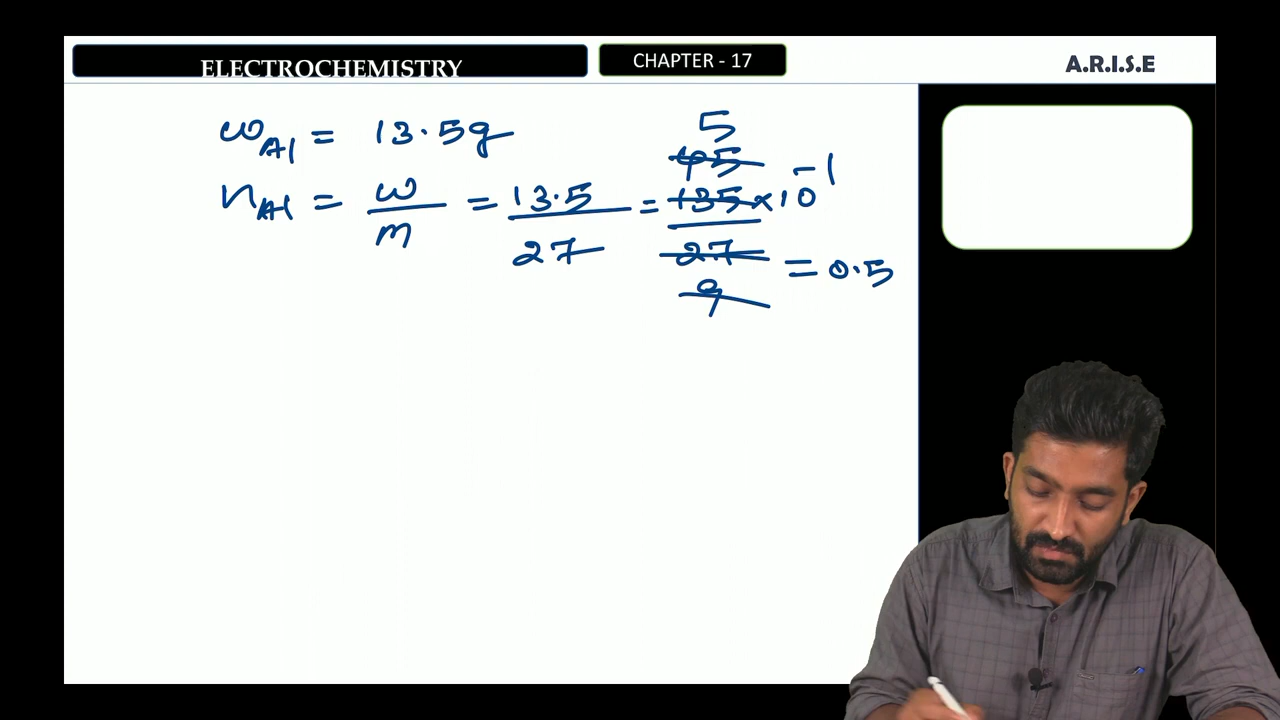 ELECTROCHEMISTRY
CHAPTER - 17
A.R.I.S.E
w_Al = 13.5g
n_Al = w/m = 13.5/27 = 5 45 135 × 10^-1 / 27 9 = 0.5